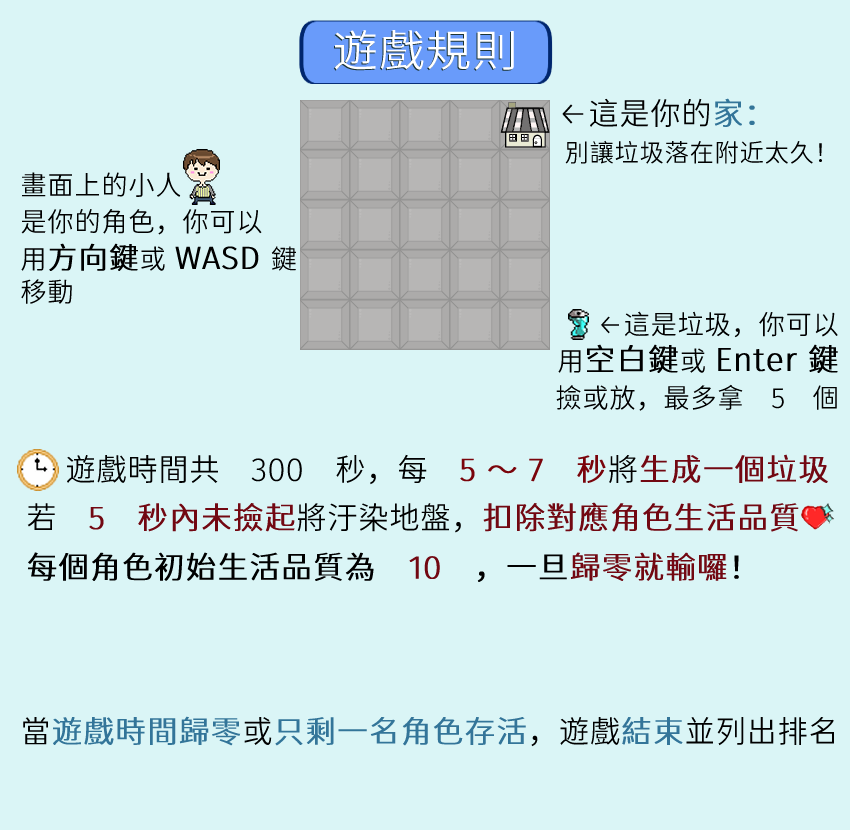 遊戲規則
←這是你的家：
別讓垃圾落在附近太久！
畫面上的小人
是你的角色，你可以
用方向鍵或 WASD 鍵
移動
←這是垃圾，你可以
用空白鍵或 Enter 鍵
撿或放，最多拿 5 個
遊戲時間共 300 秒，每 5 ～ 7 秒將生成一個垃圾
若 5 秒內未撿起將汙染地盤，扣除對應角色生活品質
每個角色初始生活品質為 10 ，一旦歸零就輸囉！
當遊戲時間歸零或只剩一名角色存活，遊戲結束並列出排名